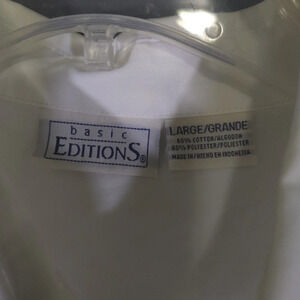 basic
EDITIONS®
LARGE/GRANDE
60% COTTON/ALGODON
40% POLYESTER/POLIESTER
MADE IN/HECHO EN INDONESIA